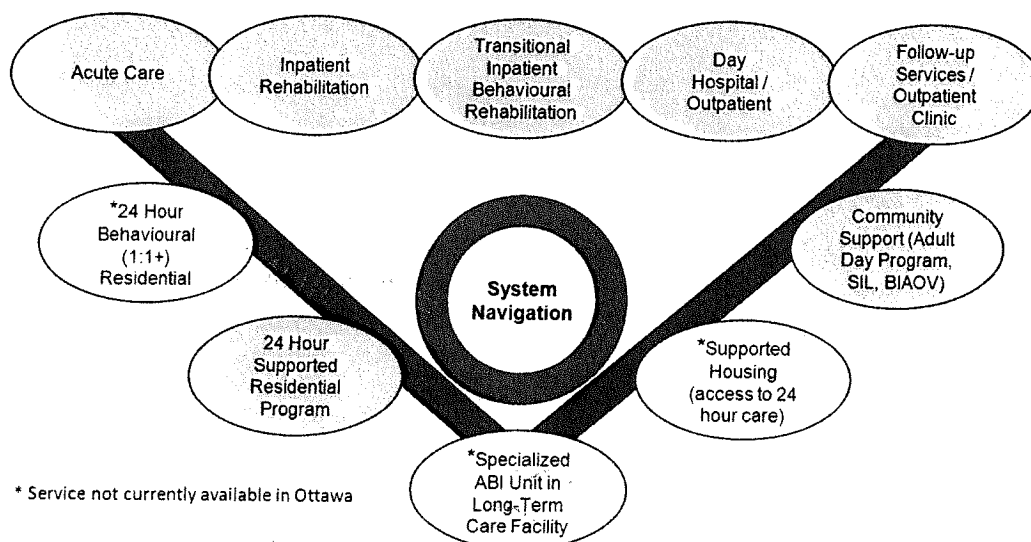 Acute Care
Inpatient
Rehabilitation
Transitional
Inpatient
Behavioural
Rehabilitation
Day
Hospital /
Outpatient
Follow-up
Services /
Outpatient
Clinic
*24 Hour
Behavioural
(1:1+)
Residential
System
Navigation
Community
Support (Adult
Day Program,
SIL, BIAOV)
24 Hour
Supported
Residential
Program
*Supported
Housing
(access to 24
hour care)
*Specialized
ABI Unit in
Long-Term
Care Facility
* Service not currently available in Ottawa